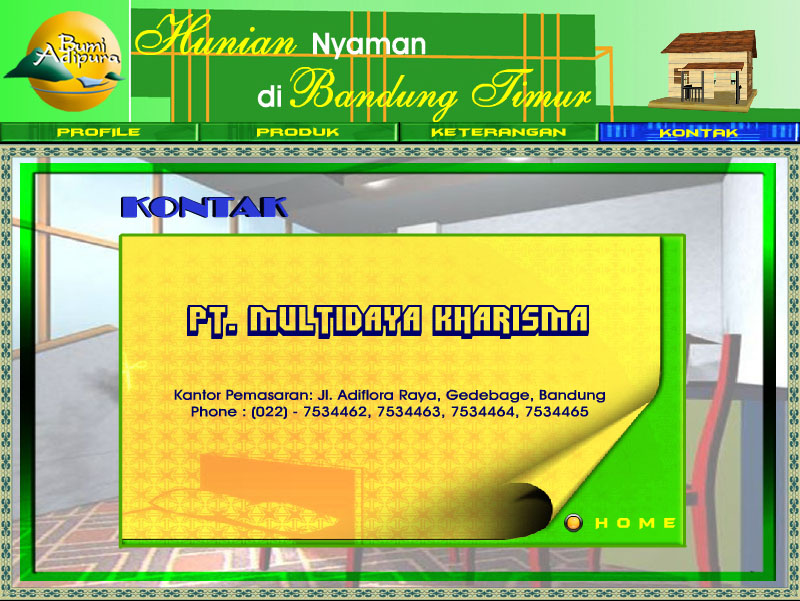 Bumi
Adipura
Hunian Nyaman
di Bandung Timur
PROFILE
PRODUK
KETERANGAN
KONTAK
KONTAK
PT. MULTIDAYA KHARISMA
Kantor Pemasaran: Jl. Adiflora Raya, Gedebage, Bandung
Phone : (022) - 7534462, 7534463, 7534464, 7534465
HOME